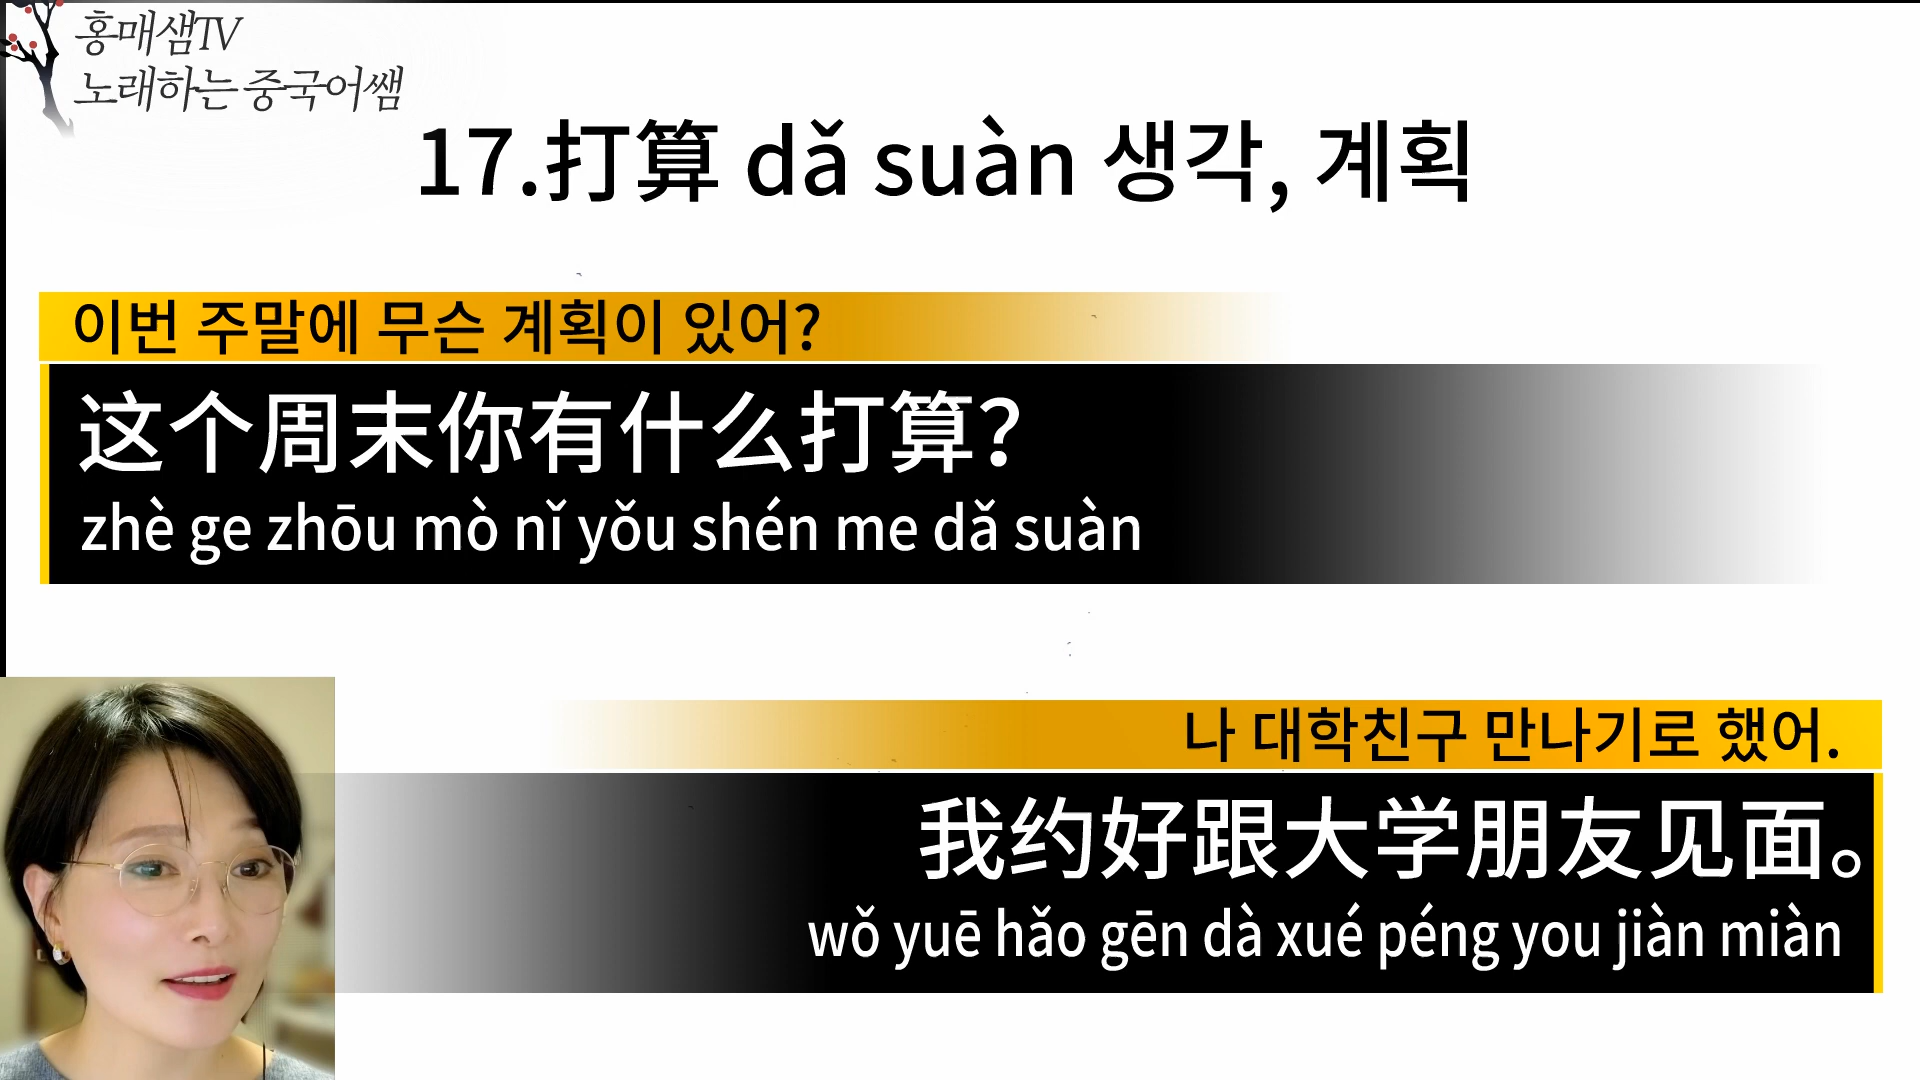 홍매샘TV
노래하는 중국어쌤
17.打算 dǎ suàn 생각, 계획
이번 주말에 무슨 계획이 있어?
这个周末你有什么打算?
zhè ge zhōu mò nǐ yǒu shén me dǎ suàn
나 대학친구 만나기로 했어.
我约好跟大学朋友见面。
wǒ yuē hǎo gēn dà xué péng you jiàn miàn